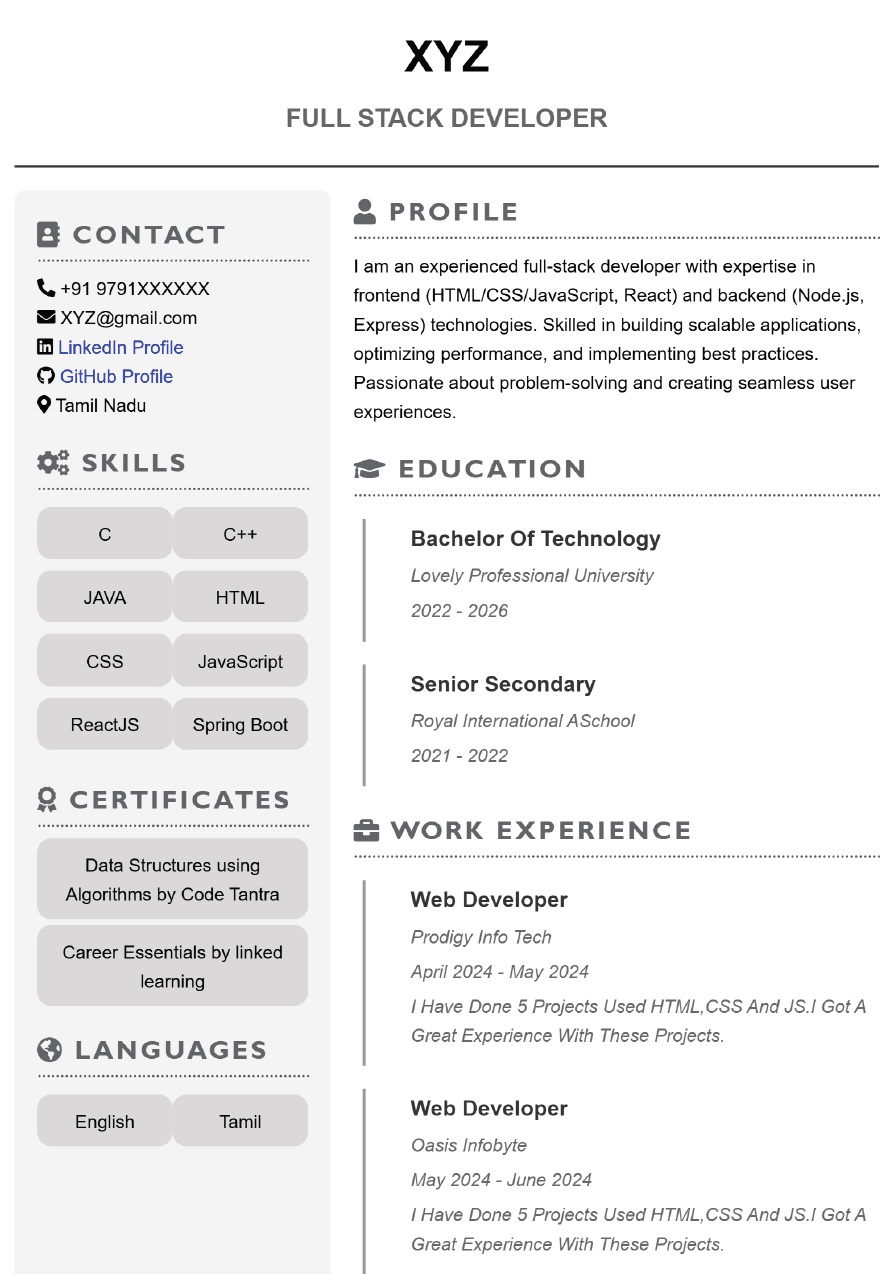 XYZ
FULL STACK DEVELOPER
CONTACT
+91 9791XXXXXX
XYZ@gmail.com
LinkedIn Profile
GitHub Profile
Tamil Nadu
SKILLS
C
C++
JAVA
HTML
CSS
JavaScript
ReactJS
Spring Boot
CERTIFICATES
Data Structures using
Algorithms by Code Tantra
Career Essentials by linked
learning
LANGUAGES
English
Tamil
PROFILE
I am an experienced full-stack developer with expertise in
frontend (HTML/CSS/JavaScript, React) and backend (Node.js,
Express) technologies. Skilled in building scalable applications,
optimizing performance, and implementing best practices.
Passionate about problem-solving and creating seamless user
experiences.
EDUCATION
Bachelor Of Technology
Lovely Professional University
2022 - 2026
Senior Secondary
Royal International ASchool
2021 - 2022
WORK EXPERIENCE
Web Developer
Prodigy Info Tech
April 2024 - May 2024
I Have Done 5 Projects Used HTML,CSS And JS.I Got A
Great Experience With These Projects.
Web Developer
Oasis Infobyte
May 2024 - June 2024
I Have Done 5 Projects Used HTML,CSS And JS.I Got A
Great Experience With These Projects.